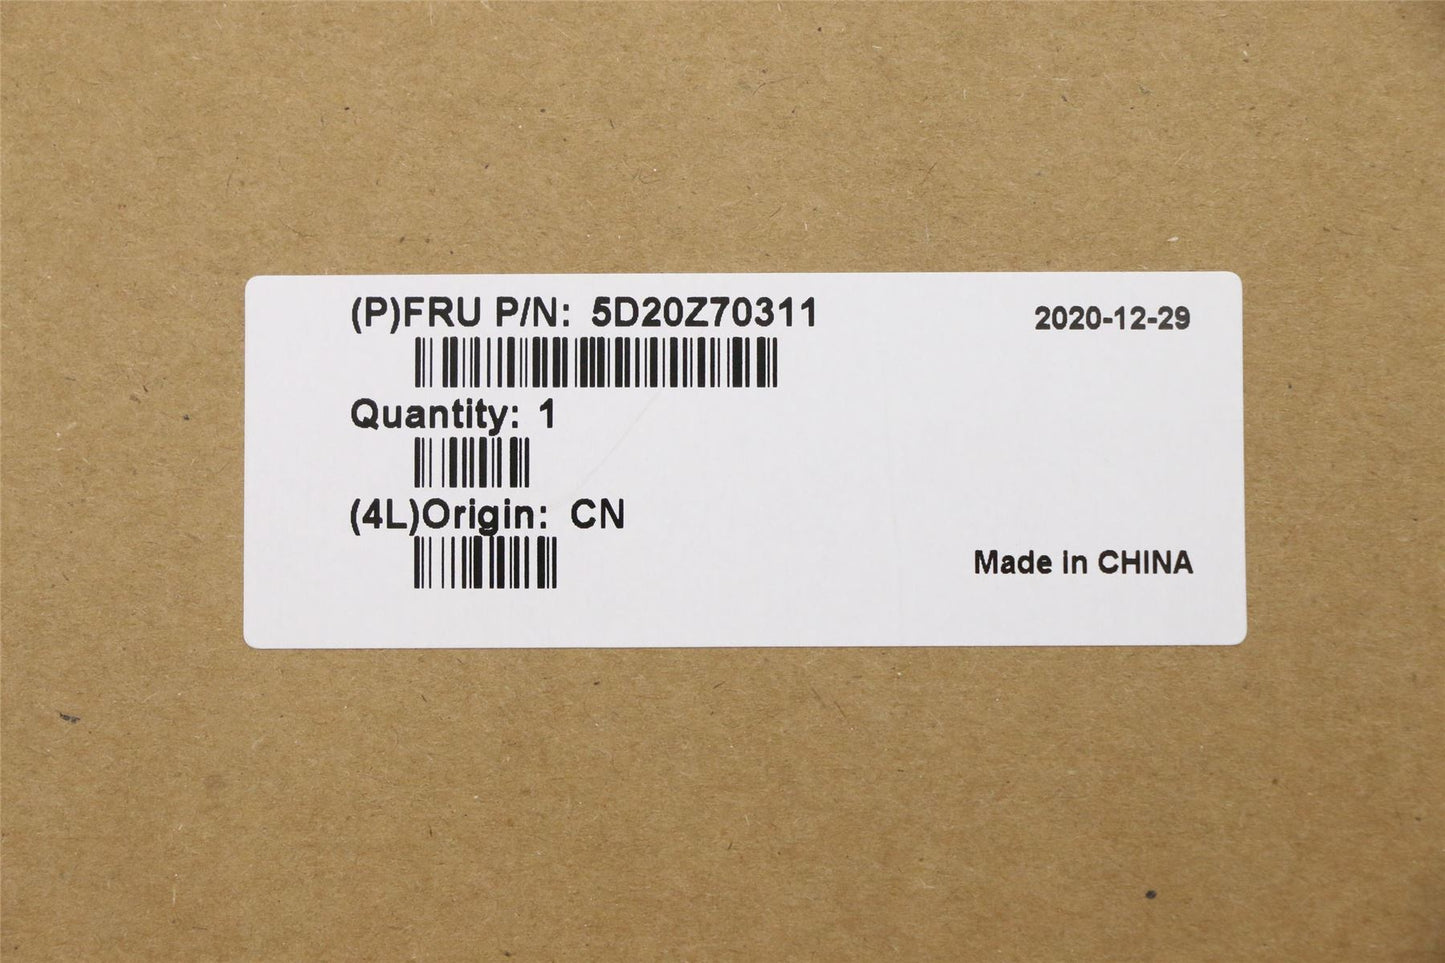 (P)FRU P/N: 5D20Z70311
2020-12-29
Quantity: 1
(4L)Origin: CN
Made in CHINA